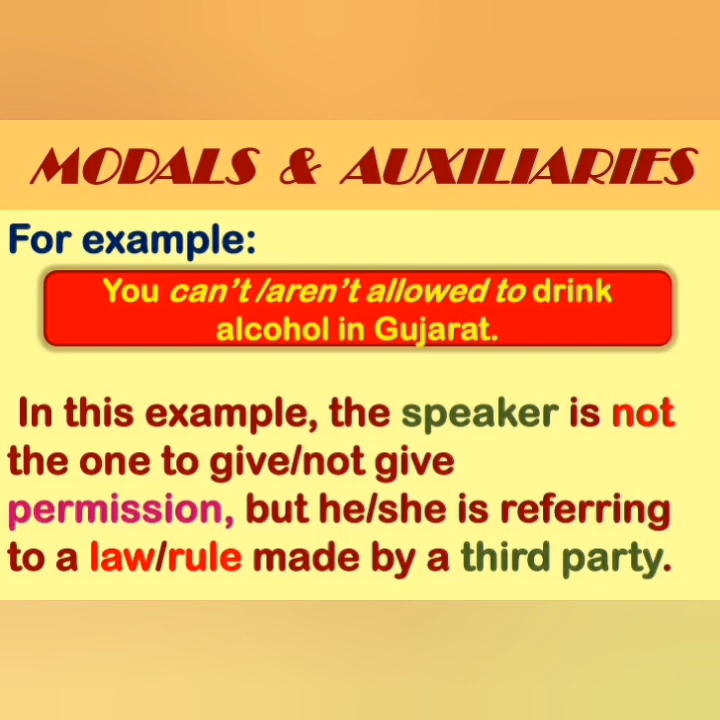 MODALS & AUXILIARIES
For example:
You can't /aren't allowed to drink
alcohol in Gujarat.
In this example, the speaker is not
the one to give/not give
permission, but he/she is referring
to a law/rule made by a third party.